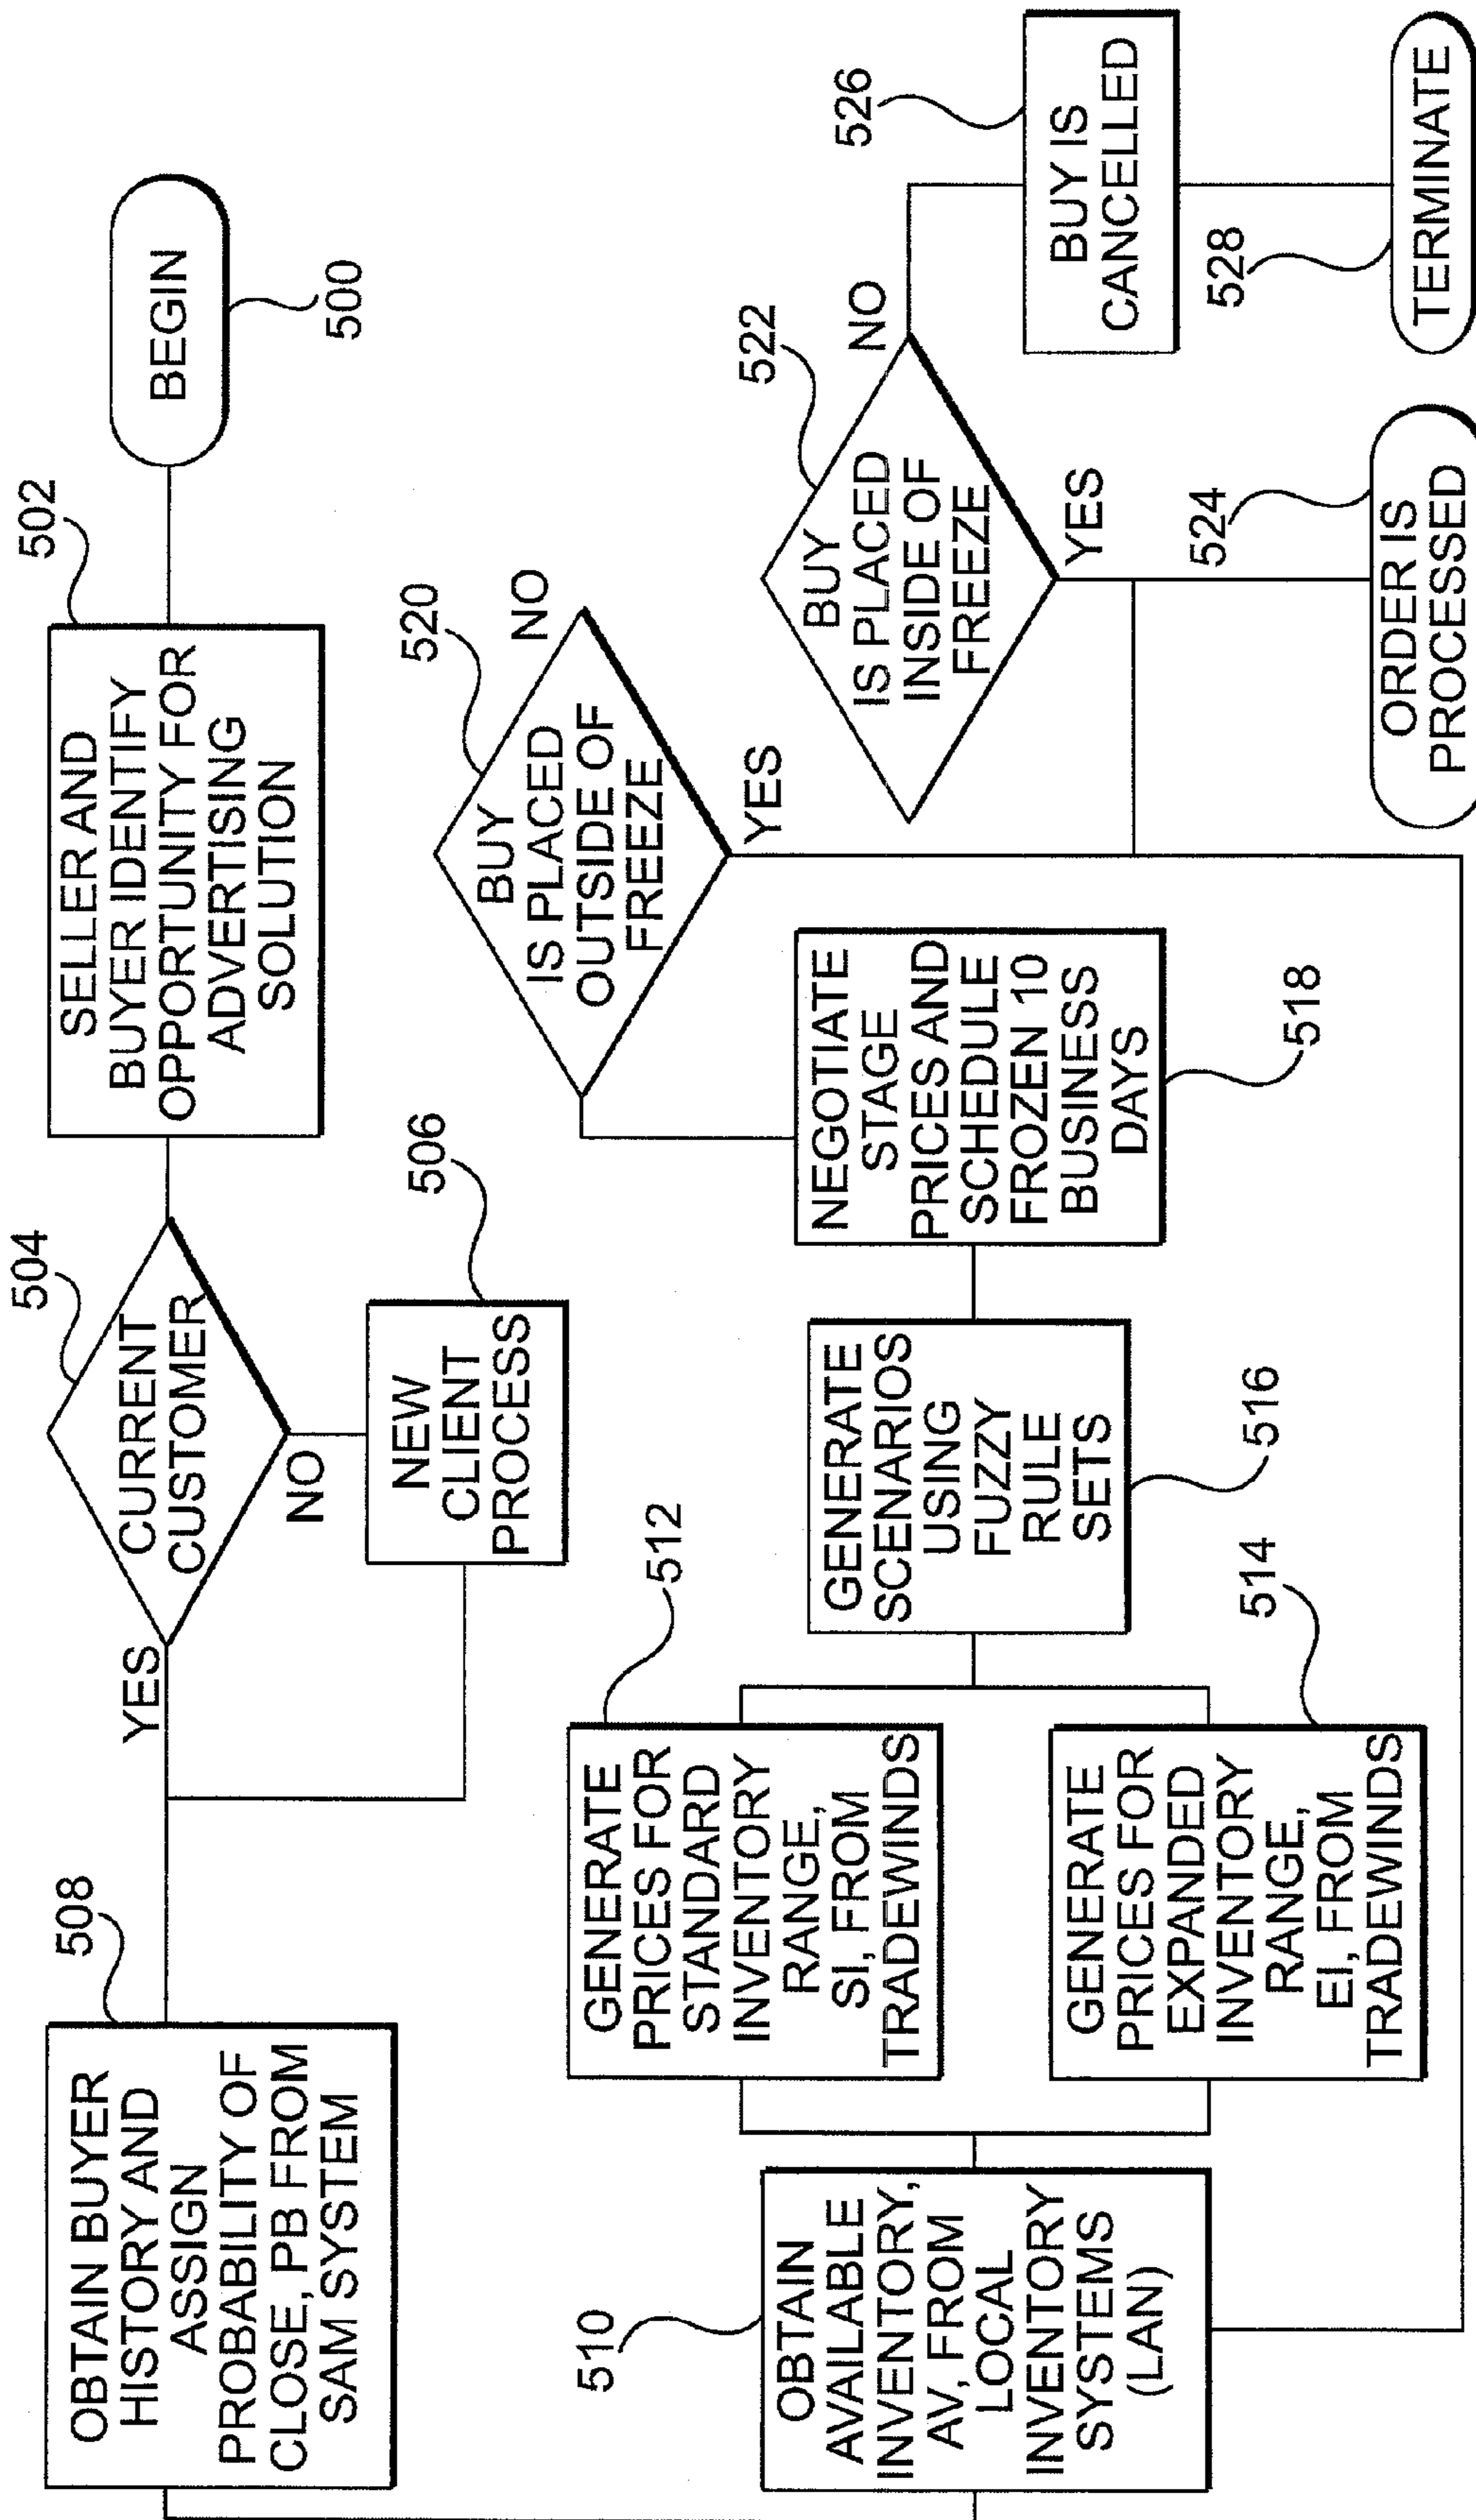 BEGIN
500
502
SELLER AND
BUYER IDENTIFY
OPPORTUNITY FOR
ADVERTISING
SOLUTION
504
CURRENT
CUSTOMER
YES
NO
506
NEW
CLIENT
PROCESS
508
OBTAIN BUYER
HISTORY AND
ASSIGN
PROBABILITY OF
CLOSE, PB FROM
SAM SYSTEM
510
OBTAIN
AVAILABLE
INVENTORY,
AV, FROM
LOCAL
INVENTORY
SYSTEMS
(LAN)
512
GENERATE
PRICES FOR
STANDARD
INVENTORY
RANGE,
SI, FROM
TRADEWINDS
514
GENERATE
PRICES FOR
EXPANDED
INVENTORY
RANGE,
EI, FROM
TRADEWINDS
516
GENERATE
SCENARIOS
USING
FUZZY
RULE
SETS
518
NEGOTIATE
STAGE
PRICES AND
SCHEDULE
FROZEN 10
BUSINESS
DAYS
520
BUY
IS PLACED
OUTSIDE OF
FREEZE
NO
YES
522
BUY
IS PLACED
INSIDE OF
FREEZE
NO
YES
524
ORDER IS
PROCESSED
526
BUY IS
CANCELLED
528
TERMINATE